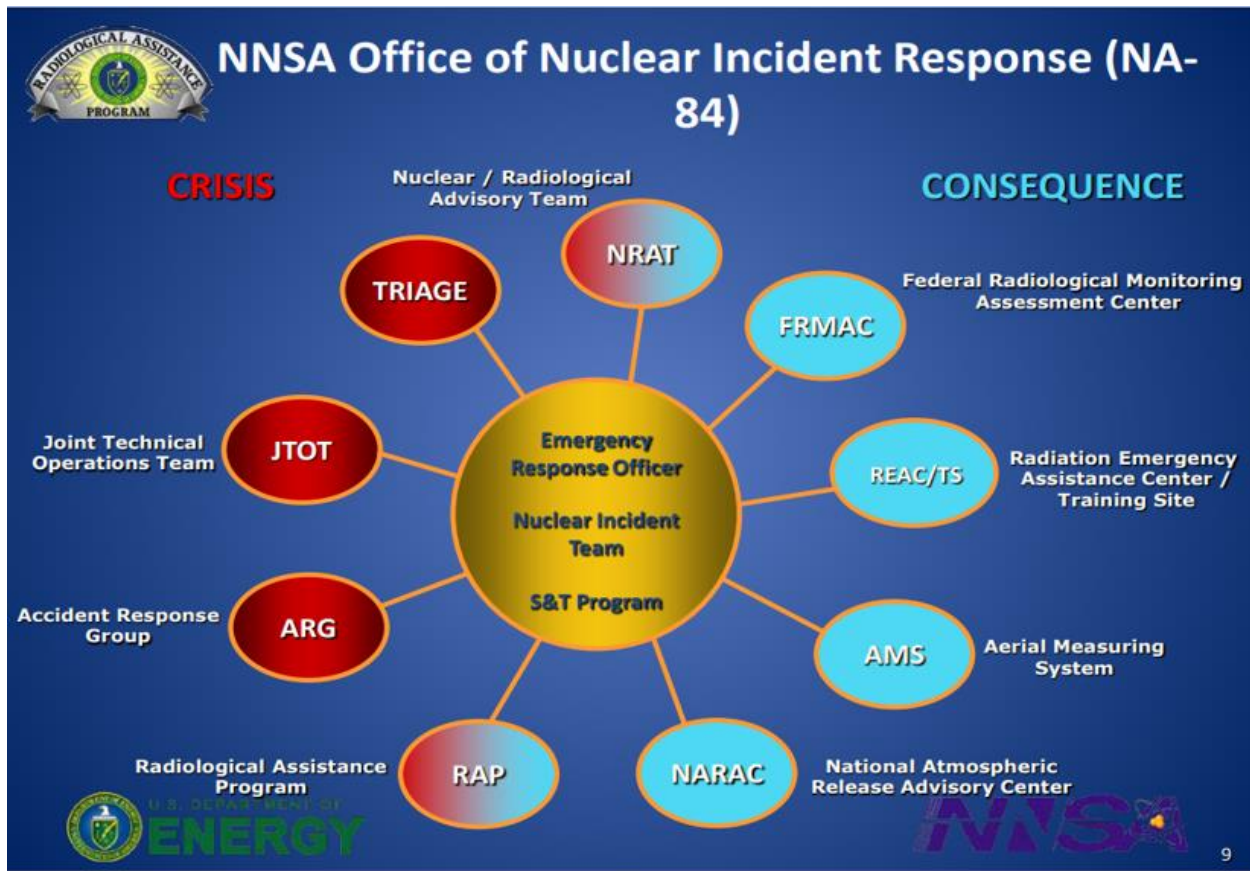 RADIOLOGICAL ASSISTANCE
PROGRAM
NNSA Office of Nuclear Incident Response (NA-
84)
CRISIS
CONSEQUENCE
Nuclear / Radiological
Advisory Team
NRAT
TRIAGE
Federal Radiological Monitoring
Assessment Center
FRMAC
Joint Technical
Operations Team
JTOT
Emergency
Response Officer
Nuclear Incident
Team
S&T Program
REAC/TS
Radiation Emergency
Assistance Center /
Training Site
Accident Response
Group
ARG
AMS
Aerial Measuring
System
Radiological Assistance
Program
RAP
NARAC
National Atmospheric
Release Advisory Center
U.S. DEPARTMENT OF
ENERGY
NNSA
9